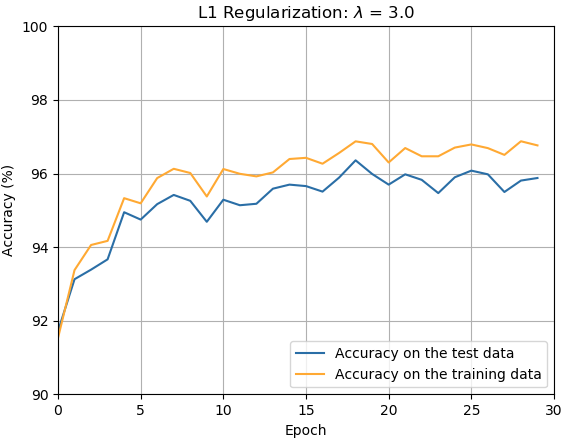 L1 Regularization: λ = 3.0
100
98
96
94
92
90
Accuracy (%)
Accuracy on the test data
Accuracy on the training data
0 5 10 15 20 25 30
Epoch